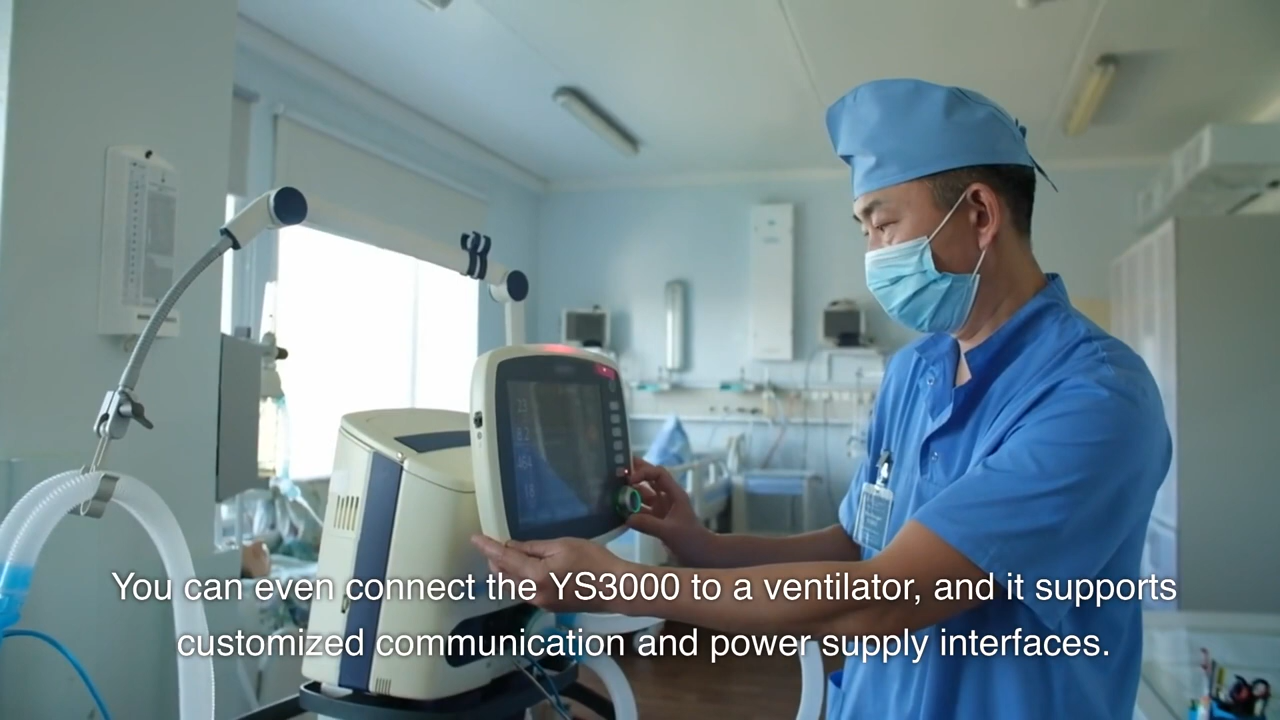 You can even connect the YS3000 to a ventilator, and it supports
customized communication and power supply interfaces.